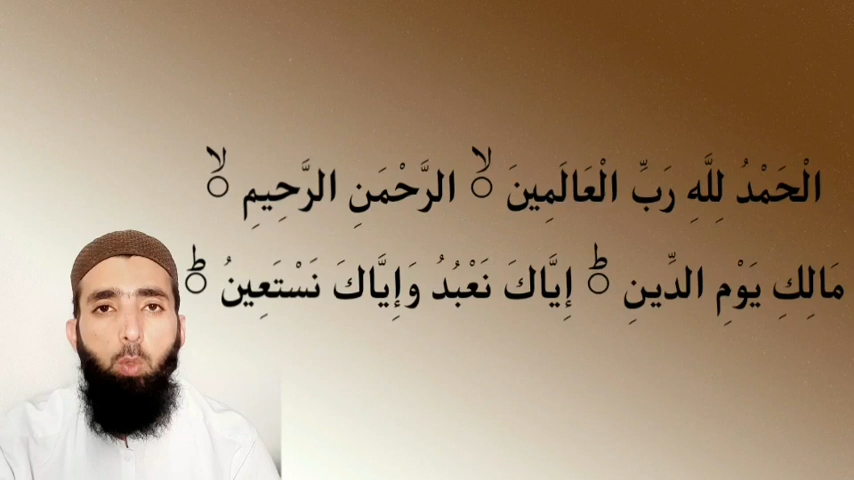 الْحَمْدُ لِلَّهِ رَبِّ الْعَالَمِينَ ۙ الرَّحْمَنِ الرَّحِيمِ ۙ
مَالِكِ يَوْمِ الدِّينِ ؕ إِيَّاكَ نَعْبُدُ وَإِيَّاكَ نَسْتَعِينُ ؕ